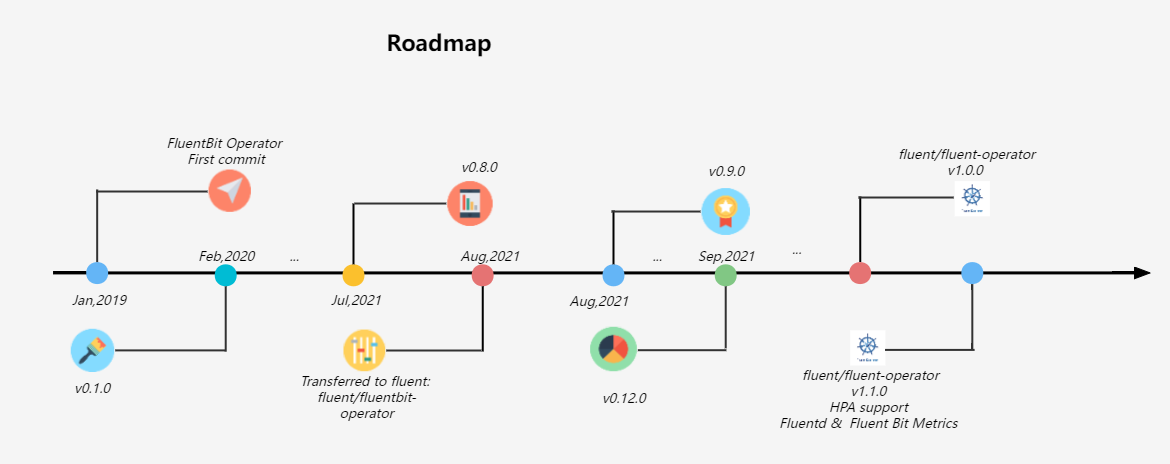 Roadmap
FluentBit Operator
First commit
v0.8.0
v0.9.0
fluent/fluent-operator
v1.0.0
Feb,2020
...
Aug,2021
...
Sep,2021
...
Jan,2019
Jul,2021
Aug,2021
v0.1.0
Transferred to fluent:
fluent/fluentbit-
operator
v0.12.0
fluent/fluent-operator
v1.1.0
HPA support
Fluentd & Fluent Bit Metrics